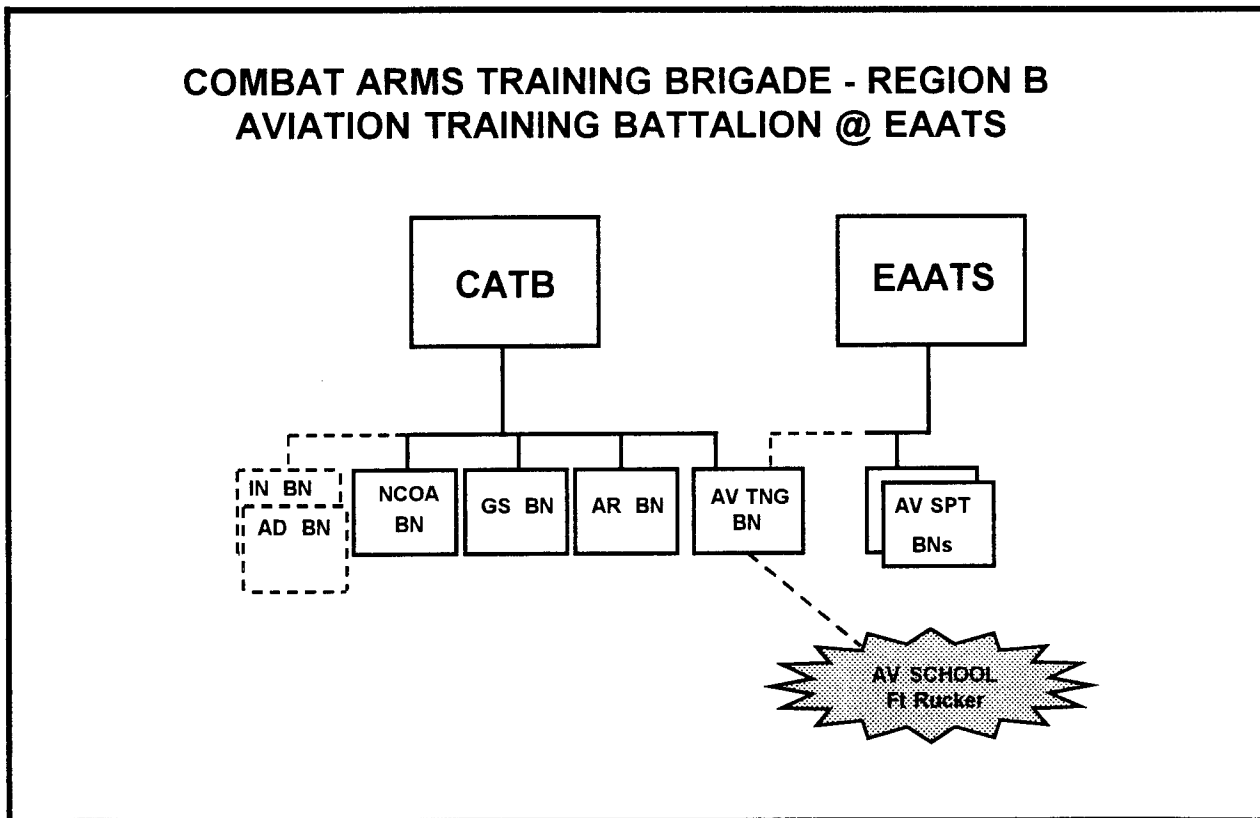 COMBAT ARMS TRAINING BRIGADE - REGION B
AVIATION TRAINING BATTALION @ EAATS
CATB
EAATS
IN BN
AD BN
NCOA
BN
GS BN
AR BN
AV TNG
BN
AV SPT
BNs
AV SCHOOL
Ft Rucker